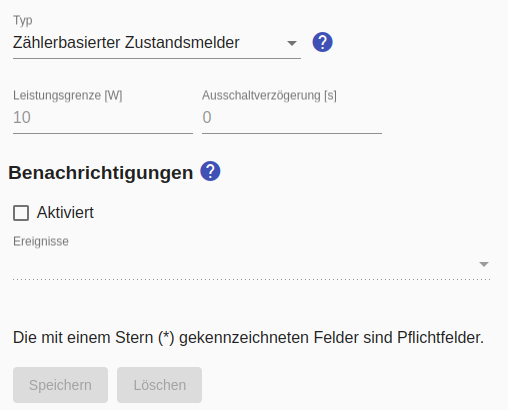 Typ
Zählerbasierter Zustandsmelder
?
Leistungsgrenze [W] Ausschaltverzögerung [s]
10 0
Benachrichtigungen ?
Aktiviert
Ereignisse
Die mit einem Stern (*) gekennzeichneten Felder sind Pflichtfelder.
Speichern Löschen